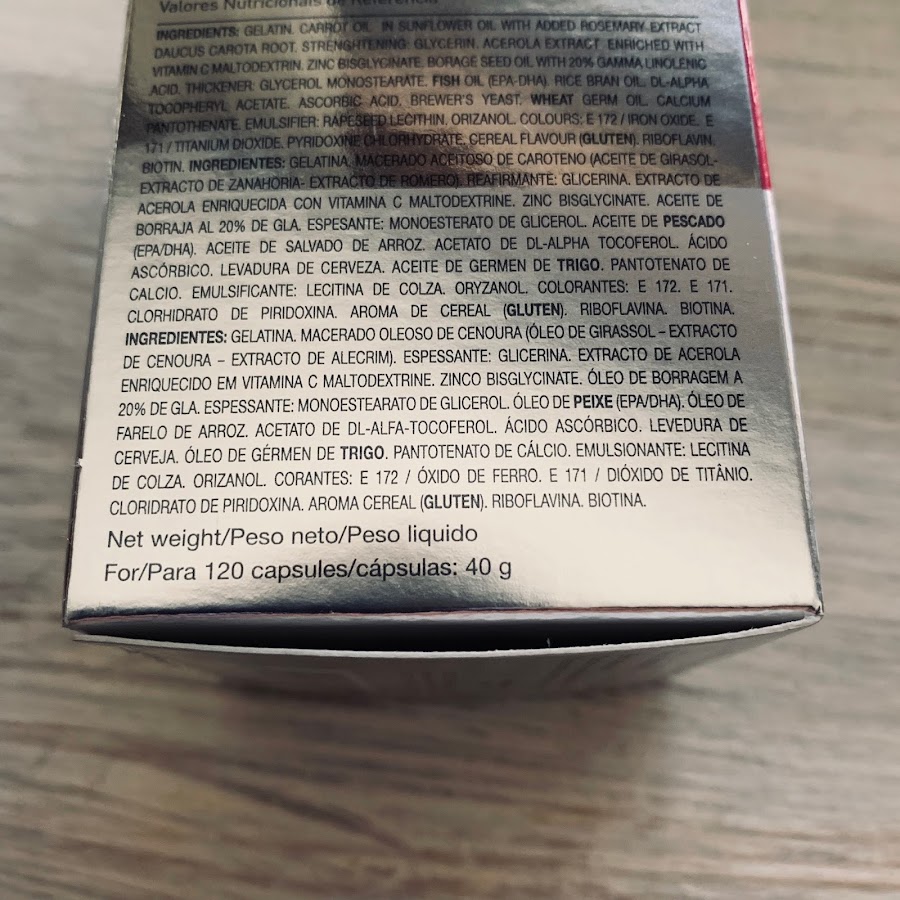 Valores Nutricionais de Referência
INGREDIENTS: GELATIN. CARROT OIL IN SUNFLOWER OIL WITH ADDED ROSEMARY EXTRACT
DAUCUS CAROTA ROOT. STRENGTHENING: GLYCERIN. ACEROLA EXTRACT ENRICHED WITH
VITAMIN C MALTODEXTRIN. ZINC BISGLYCINATE. BORAGE SEED OIL WITH 20% GAMMA LINOLENIC
ACID. THICKENER: GLYCEROL MONOSTEARATE. FISH OIL (EPA-DHA). RICE BRAN OIL. DL-ALPHA
TOCOPHERYL ACETATE. ASCORBIC ACID. BREWER'S YEAST. WHEAT GERM OIL. CALCIUM
PANTOTHENATE. EMULSIFIER: RAPESEED LECITHIN. ORIZANOL. COLOURS: E 172 / IRON OXIDE. E
171 / TITANIUM DIOXIDE. PYRIDOXINE CHLORHYDRATE. CEREAL FLAVOUR (GLUTEN). RIBOFLAVIN.
BIOTIN. INGREDIENTES: GELATINA. MACERADO ACEITOSO DE CAROTENO (ACEITE DE GIRASOL-
EXTRACTO DE ZANAHORIA- EXTRACTO DE ROMERO). REAFIRMANTE: GLICERINA. EXTRACTO DE
ACEROLA ENRIQUECIDA CON VITAMINA C MALTODEXTRINE. ZINC BISGLYCINATE. ACEITE DE
BORRAJA AL 20% DE GLA. ESPESANTE: MONOESTERATO DE GLICEROL. ACEITE DE PESCADO
(EPA/DHA). ACEITE DE SALVADO DE ARROZ. ACETATO DE DL-ALPHA TOCOFEROL. ÁCIDO
ASCÓRBICO. LEVADURA DE CERVEZA. ACEITE DE GERMEN DE TRIGO. PANTOTENATO DE
CALCIO. EMULSIFICANTE: LECITINA DE COLZA. ORYZANOL. COLORANTES: E 172. E 171.
CLORHIDRATO DE PIRIDOXINA. AROMA DE CEREAL (GLUTEN). RIBOFLAVINA. BIOTINA.
INGREDIENTES: GELATINA. MACERADO OLEOSO DE CENOURA (ÓLEO DE GIRASSOL – EXTRACTO
DE CENOURA – EXTRACTO DE ALECRIM). ESPESSANTE: GLICERINA. EXTRACTO DE ACEROLA
ENRIQUECIDO EM VITAMINA C MALTODEXTRINE. ZINCO BISGLYCINATE. ÓLEO DE BORRAGEM A
20% DE GLA. ESPESSANTE: MONOESTEARATO DE GLICEROL. ÓLEO DE PEIXE (EPA/DHA). ÓLEO DE
FARELO DE ARROZ. ACETATO DE DL-ALFA-TOCOFEROL. ÁCIDO ASCÓRBICO. LEVEDURA DE
CERVEJA. ÓLEO DE GÉRMEN DE TRIGO. PANTOTENATO DE CÁLCIO. EMULSIONANTE: LECITINA
DE COLZA. ORIZANOL. CORANTES: E 172 / ÓXIDO DE FERRO. E 171 / DIÓXIDO DE TITÂNIO.
CLORIDRATO DE PIRIDOXINA. AROMA CEREAL (GLUTEN). RIBOFLAVINA. BIOTINA.
Net weight/Peso neto/Peso liquido
For/Para 120 capsules/cápsulas: 40 g